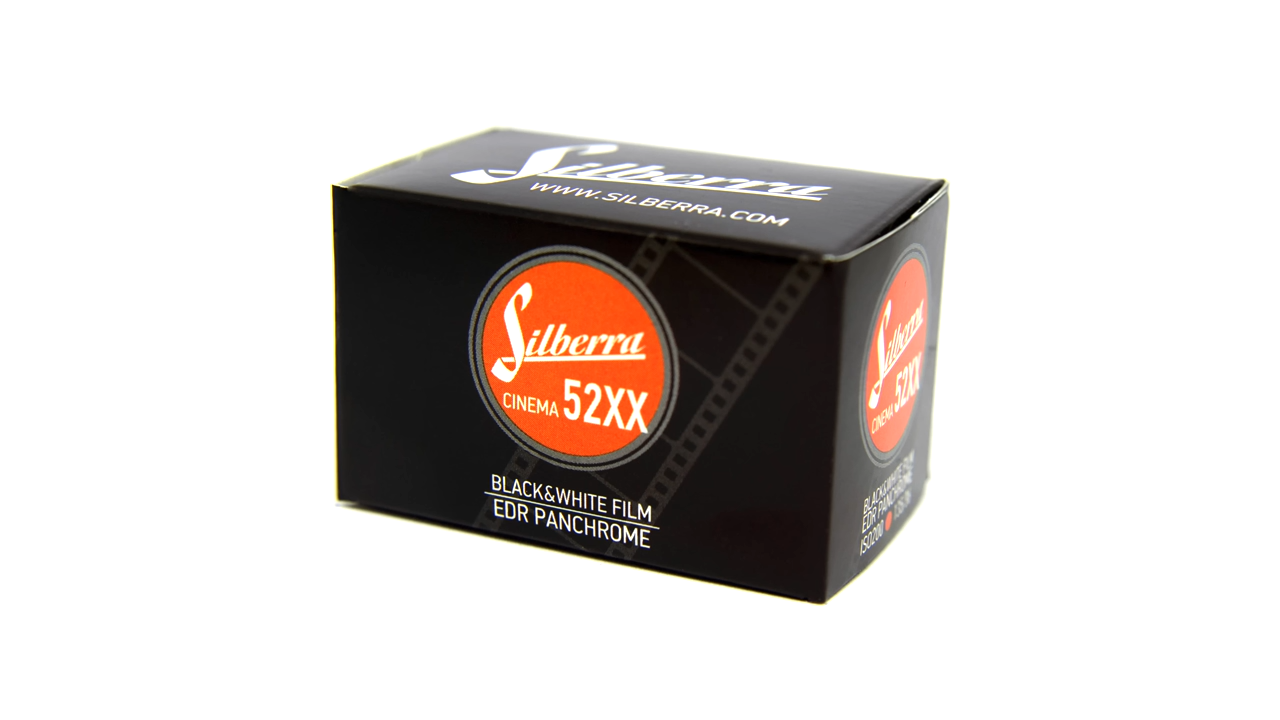 Silberra
WWW.SILBERRA.COM
Silberra
CINEMA 52XX
BLACK&WHITE FILM
EDR PANCHROME
Silberra
CINEMA 52XX
BLACK&WHITE FILM
EDR PANCHROME
ISO200